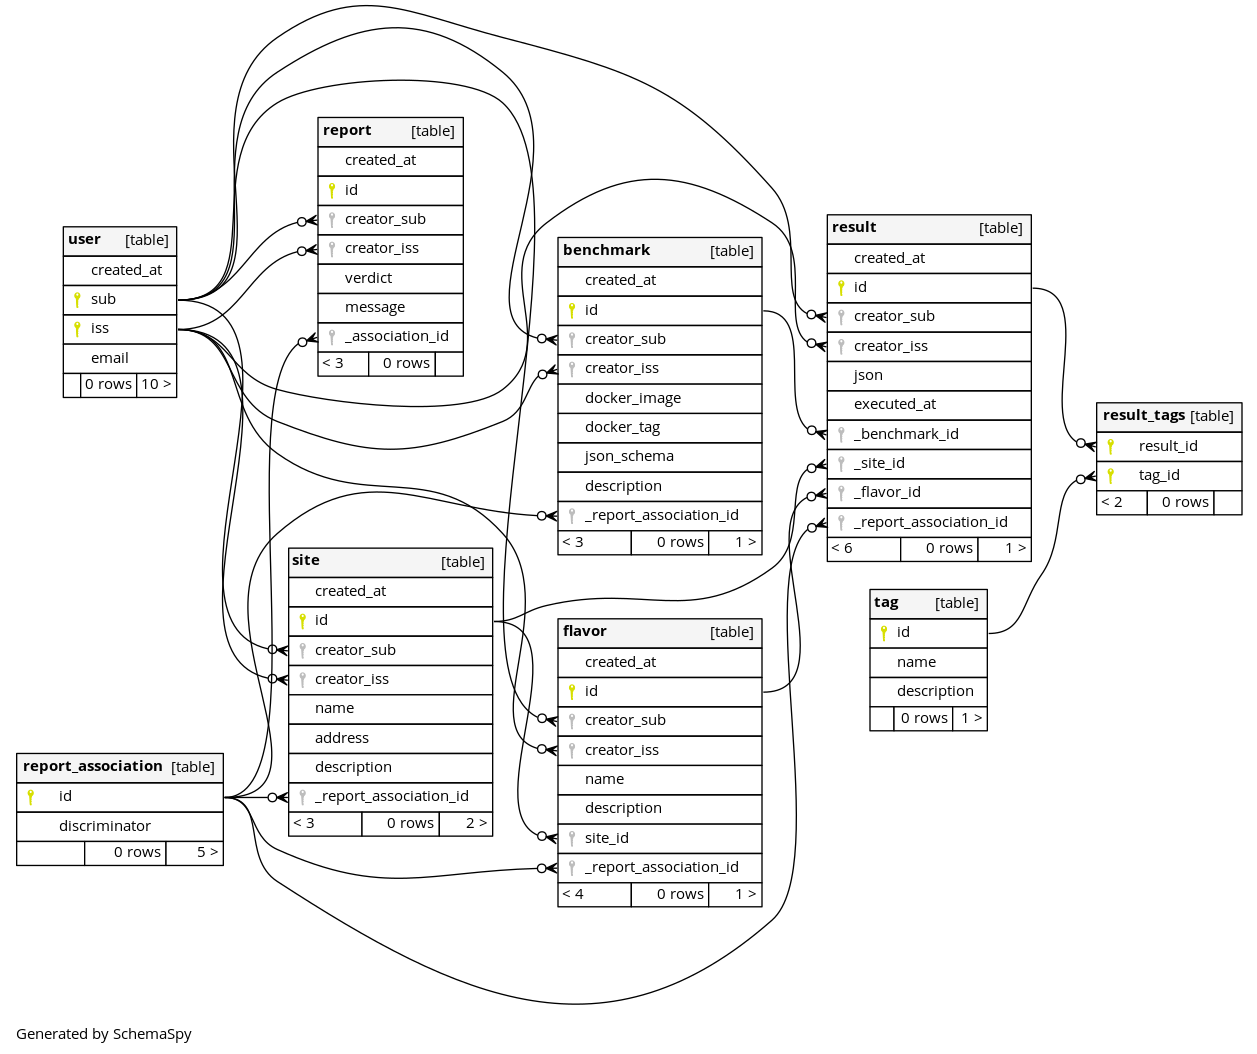 report [table]
created_at
id
creator_sub
creator_iss
verdict
message
_association_id
< 3 0 rows
user [table]
created_at
sub
iss
email
0 rows 10 >
benchmark [table]
created_at
id
creator_sub
creator_iss
docker_image
docker_tag
json_schema
description
_report_association_id
< 3 0 rows 1 >
result [table]
created_at
id
creator_sub
creator_iss
json
executed_at
_benchmark_id
_site_id
_flavor_id
_report_association_id
< 6 0 rows 1 >
result_tags [table]
result_id
tag_id
< 2 0 rows
site [table]
created_at
id
creator_sub
creator_iss
name
address
description
_report_association_id
< 3 0 rows 2 >
flavor [table]
created_at
id
creator_sub
creator_iss
name
description
site_id
_report_association_id
< 4 0 rows 1 >
tag [table]
id
name
description
0 rows 1 >
report_association [table]
id
discriminator
0 rows 5 >
Generated by SchemaSpy